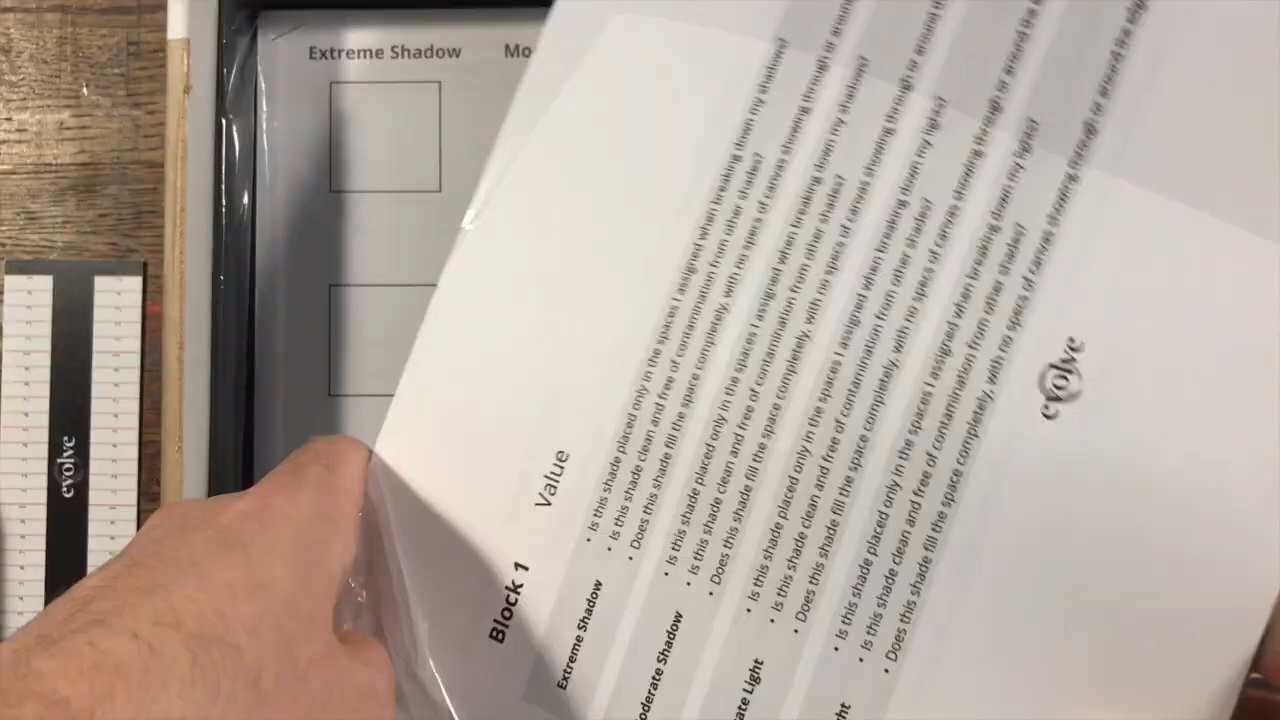 Extreme Shadow Mo
Block 1 Value
Extreme Shadow
• Is this shade placed only in the spaces I assigned when breaking down my shadows?
• Is this shade clean and free of contamination from other shades?
• Does this shade fill the space completely, with no specs of canvas showing through or around
oderate Shadow
• Is this shade placed only in the spaces I assigned when breaking down my shadows?
• Is this shade clean and free of contamination from other shades?
• Does this shade fill the space completely, with no specs of canvas showing through or around the
ate Light
• Is this shade placed only in the spaces I assigned when breaking down my lights?
• Is this shade clean and free of contamination from other shades?
• Does this shade fill the space completely, with no specs of canvas showing through or around the
ht
• Is this shade placed only in the spaces I assigned when breaking down my lights?
• Is this shade clean and free of contamination from other shades?
• Does this shade fill the space completely, with no specs of canvas showing through or around the edge
evolve
evolve